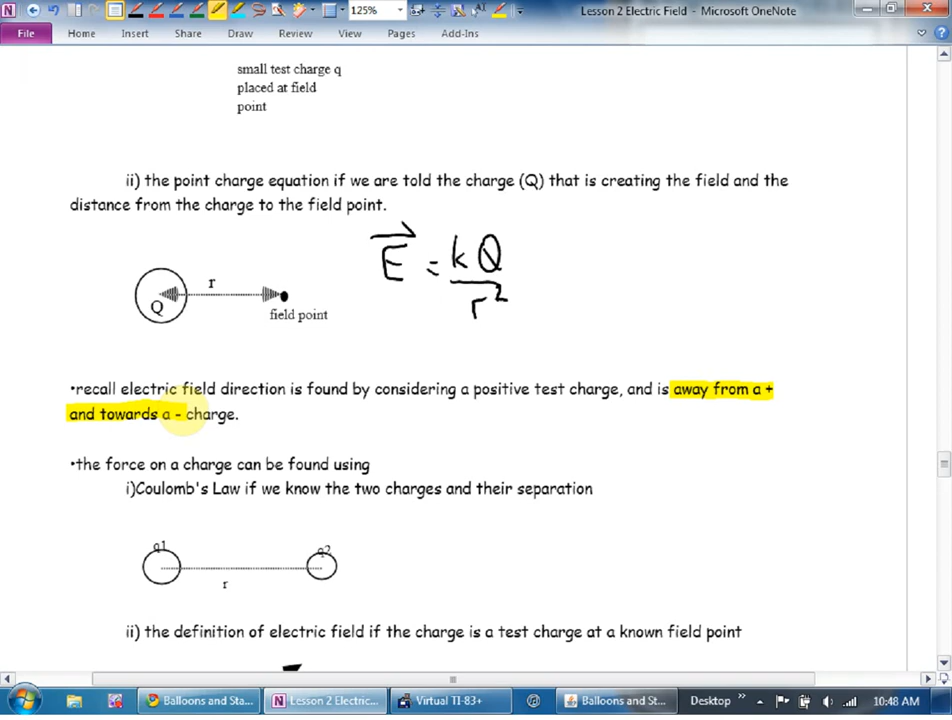 Lesson 2 Electric Field - Microsoft OneNote
125%
File Home Insert Share Draw Review View Pages Add-Ins
small test charge q
placed at field
point
ii) the point charge equation if we are told the charge (Q) that is creating the field and the
distance from the charge to the field point.
E = kQ
r²
r
Q
field point
•recall electric field direction is found by considering a positive test charge, and is away from a +
and towards a - charge.
•the force on a charge can be found using
i)Coulomb's Law if we know the two charges and their separation
q1 q2
r
ii) the definition of electric field if the charge is a test charge at a known field point
Balloons and Sta... Lesson 2 Electric... Virtual TI-83+ Balloons and St... Desktop 10:48 AM